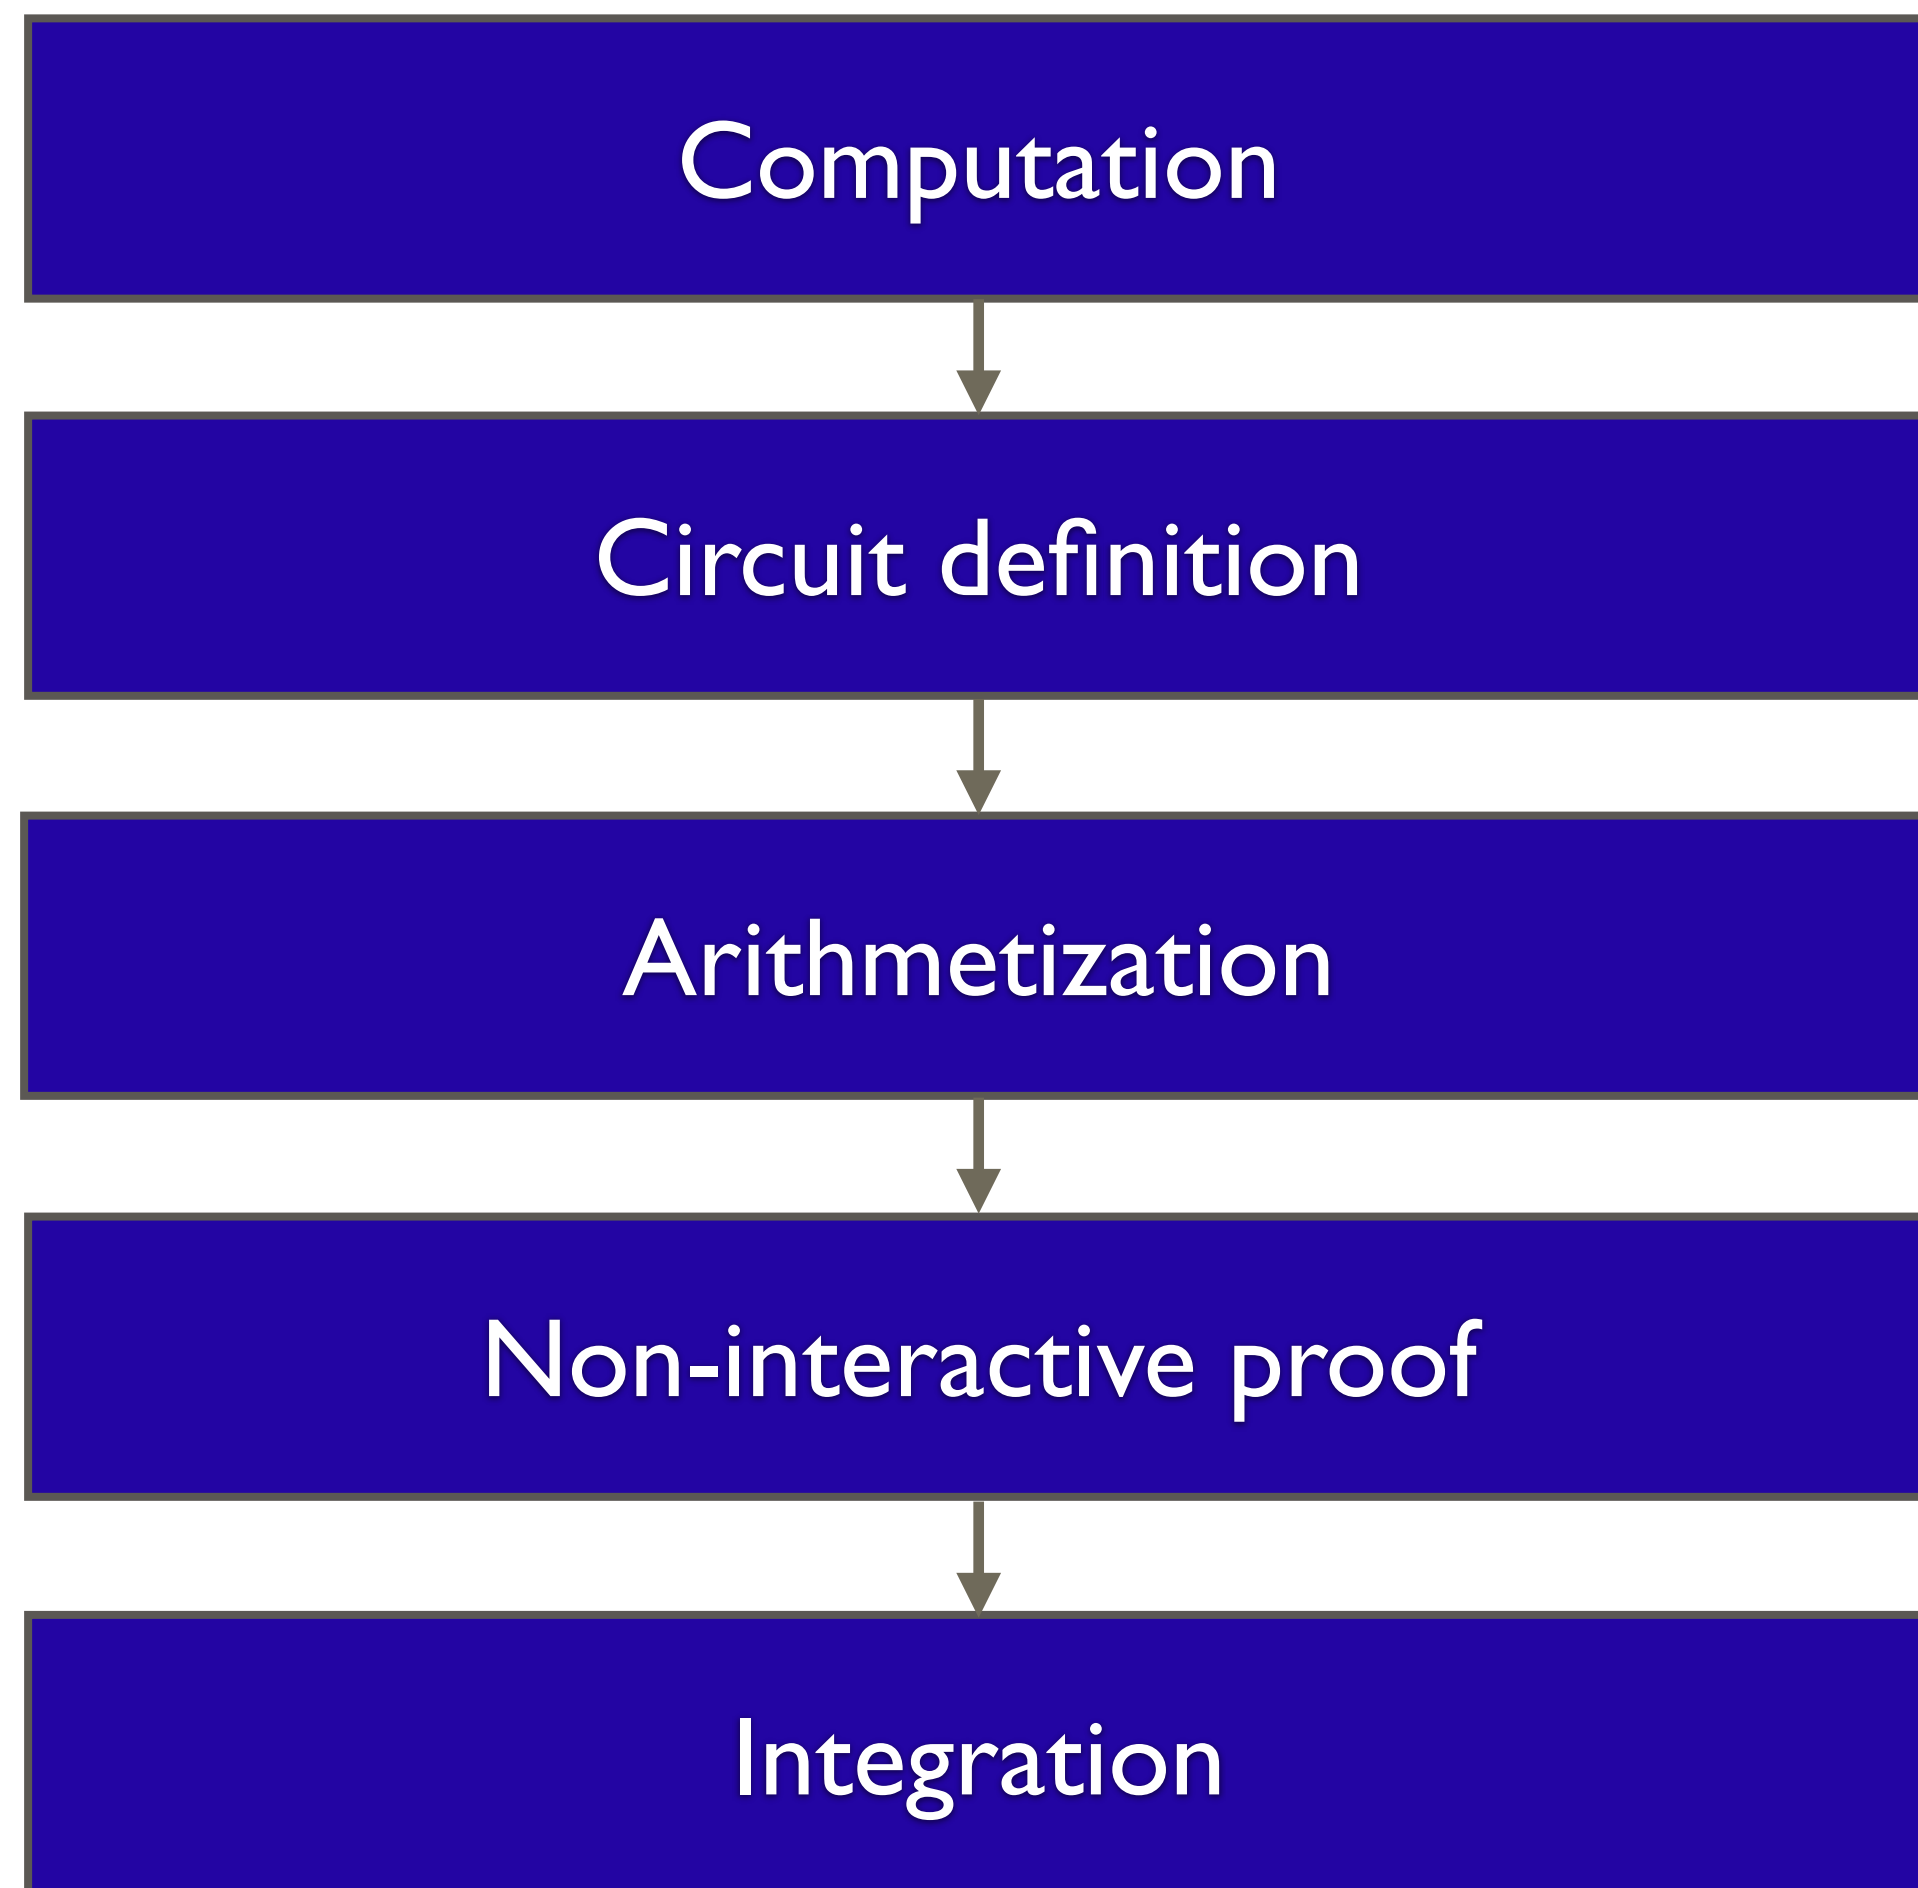 Computation
Circuit definition
Arithmetization
Non-interactive proof
Integration